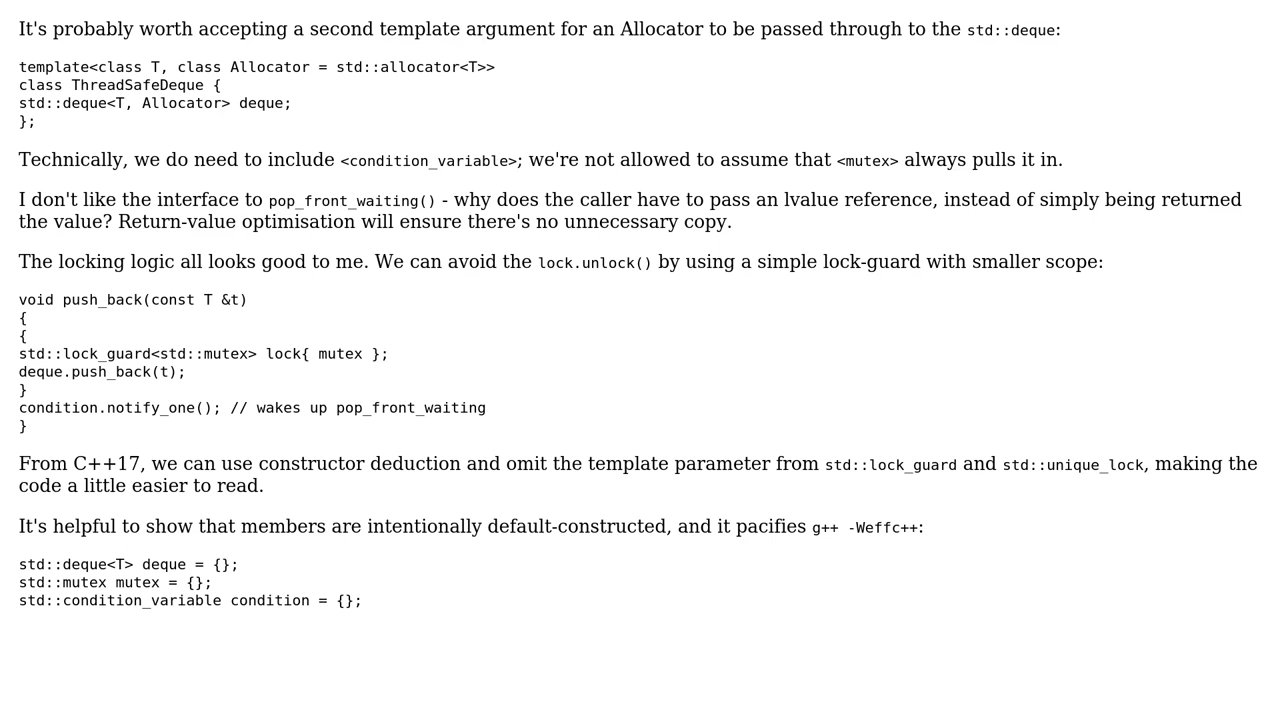 It's probably worth accepting a second template argument for an Allocator to be passed through to the std::deque:
template<class T, class Allocator = std::allocator<T>>
class ThreadSafeDeque {
std::deque<T, Allocator> deque;
};
Technically, we do need to include <condition_variable>; we're not allowed to assume that <mutex> always pulls it in.
I don't like the interface to pop_front_waiting() - why does the caller have to pass an lvalue reference, instead of simply being returned
the value? Return-value optimisation will ensure there's no unnecessary copy.
The locking logic all looks good to me. We can avoid the lock.unlock() by using a simple lock-guard with smaller scope:
void push_back(const T &t)
{
{
std::lock_guard<std::mutex> lock{ mutex };
deque.push_back(t);
}
condition.notify_one(); // wakes up pop_front_waiting
}
From C++17, we can use constructor deduction and omit the template parameter from std::lock_guard and std::unique_lock, making the
code a little easier to read.
It's helpful to show that members are intentionally default-constructed, and it pacifies g++ -Weffc++:
std::deque<T> deque = {};
std::mutex mutex = {};
std::condition_variable condition = {};